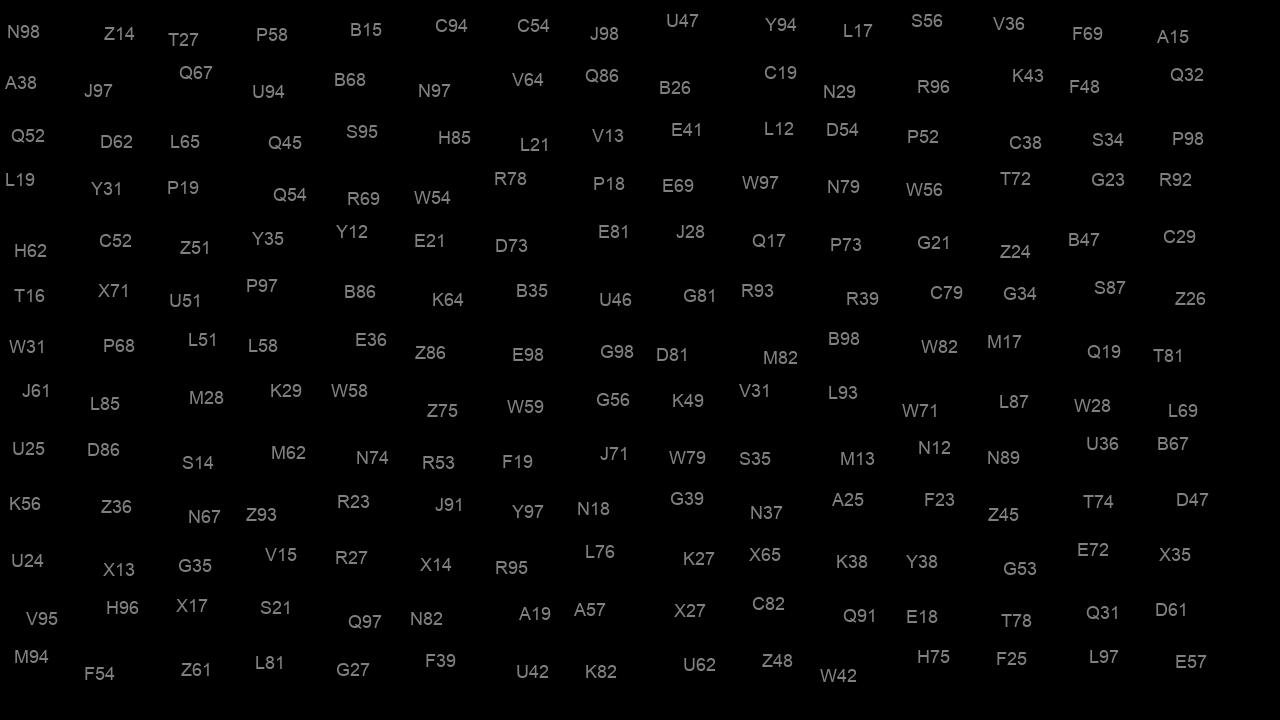 N98 Z14 T27 P58 B15 C94 C54 J98 U47 Y94 L17 S56 V36 F69 A15
A38 J97 Q67 U94 B68 N97 V64 Q86 B26 C19 N29 R96 K43 F48 Q32
Q52 D62 L65 Q45 S95 H85 L21 V13 E41 L12 D54 P52 C38 S34 P98
L19 Y31 P19 Q54 R69 W54 R78 P18 E69 W97 N79 W56 T72 G23 R92
H62 C52 Z51 Y35 Y12 E21 D73 E81 J28 Q17 P73 G21 Z24 B47 C29
T16 X71 U51 P97 B86 K64 B35 U46 G81 R93 R39 C79 G34 S87 Z26
W31 P68 L51 L58 E36 Z86 E98 G98 D81 M82 B98 W82 M17 Q19 T81
J61 L85 M28 K29 W58 Z75 W59 G56 K49 V31 L93 W71 L87 W28 L69
U25 D86 S14 M62 N74 R53 F19 J71 W79 S35 M13 N12 N89 U36 B67
K56 Z36 N67 Z93 R23 J91 Y97 N18 G39 N37 A25 F23 Z45 T74 D47
U24 X13 G35 V15 R27 X14 R95 L76 K27 X65 K38 Y38 G53 E72 X35
V95 H96 X17 S21 Q97 N82 A19 A57 X27 C82 Q91 E18 T78 Q31 D61
M94 F54 Z61 L81 G27 F39 U42 K82 U62 Z48 W42 H75 F25 L97 E57